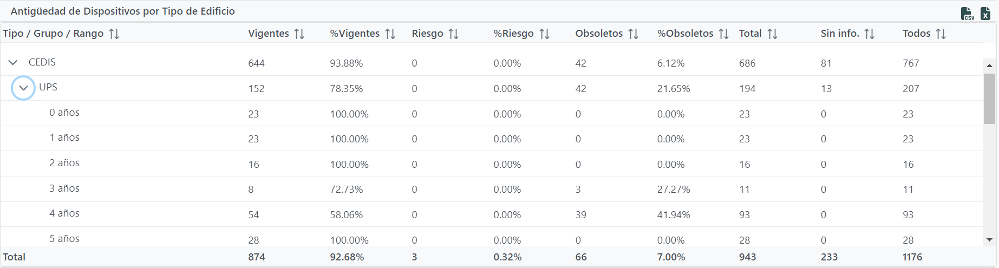 Antigüedad de Dispositivos por Tipo de Edificio
CSV X
Tipo / Grupo / Rango Vigentes %Vigentes Riesgo %Riesgo Obsoletos %Obsoletos Total Sin info. Todos
CEDIS 644 93.88% 0 0.00% 42 6.12% 686 81 767
UPS 152 78.35% 0 0.00% 42 21.65% 194 13 207
0 años 23 100.00% 0 0.00% 0 0.00% 23 0 23
1 años 23 100.00% 0 0.00% 0 0.00% 23 0 23
2 años 16 100.00% 0 0.00% 0 0.00% 16 0 16
3 años 8 72.73% 0 0.00% 3 27.27% 11 0 11
4 años 54 58.06% 0 0.00% 39 41.94% 93 0 93
5 años 28 100.00% 0 0.00% 0 0.00% 28 0 28
Total 874 92.68% 3 0.32% 66 7.00% 943 233 1176